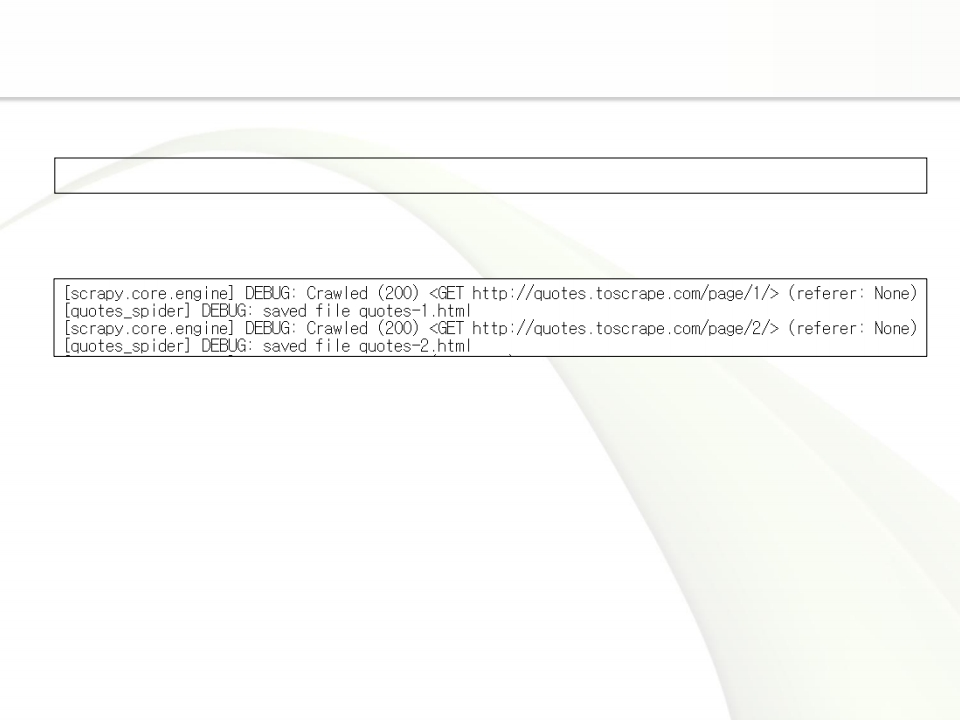 [scrapy.core.engine] DEBUG: Crawled (200) <GET http://quotes.toscrape.com/page/1/> (referer: None)
[quotes_spider] DEBUG: saved file quotes-1.html
[scrapy.core.engine] DEBUG: Crawled (200) <GET http://quotes.toscrape.com/page/2/> (referer: None)
[quotes_spider] DEBUG: saved file quotes-2.html